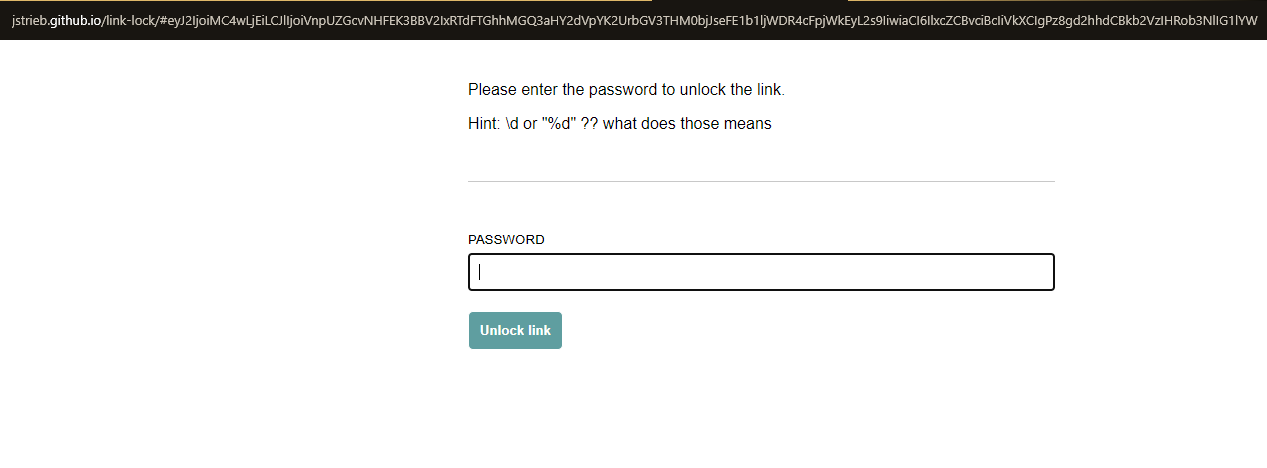 jstrieb.github.io/link-lock/#eyJ2IjoiMC4wLjEiLCJlIjoiVnpUZGcvNHFEK3BBV2IxRTdFTGhhMGQ3aHY2dVpYK2UrbGV3THM0bjJseFE1b1ljWDR4cFpjWkEyL2s9IiwiaCI6IlxcZCBvciBcIiVkXCIgPz8gd2hhdCBkb2VzIHRob3NlIG1lYW
Please enter the password to unlock the link.
Hint: \d or "%d" ?? what does those means
PASSWORD
Unlock link